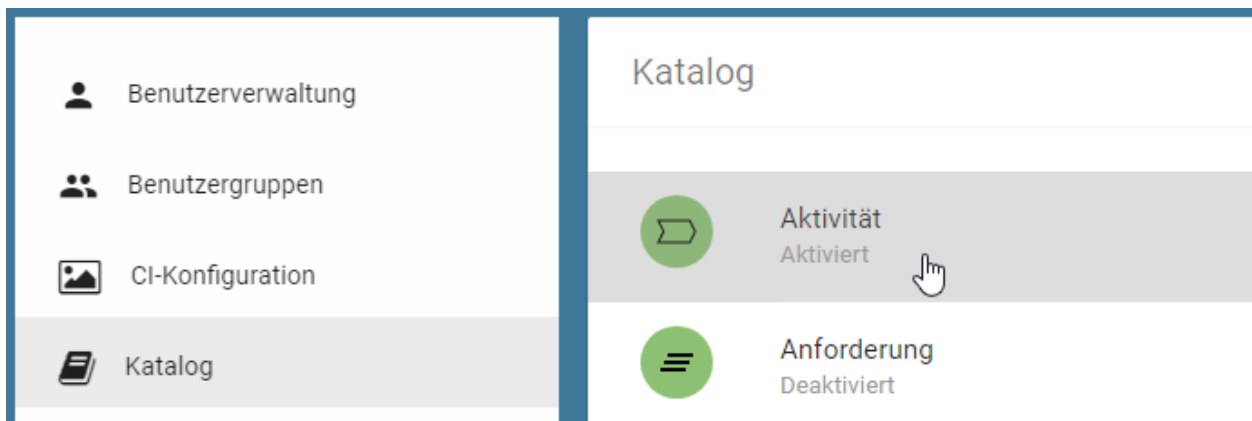 Benutzerverwaltung
Benutzergruppen
CI-Konfiguration
Katalog
Katalog
Aktivität
Aktiviert
Anforderung
Deaktiviert